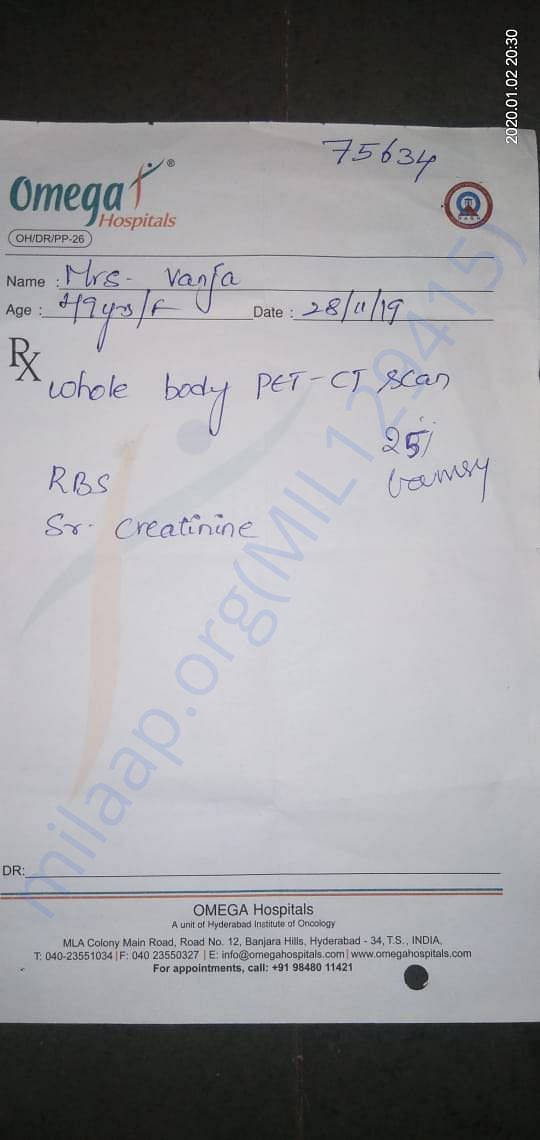 2020.01.02 20:30
75634
Omega
Hospitals
OH/DR/PP-26
Name : Mrs. Vanja
Age : 49yrs/F Date : 28/11/19
Rx
whole body PET-CT scan
25%
Vamsy
RBS
Sr. Creatinine
milaap.org(MIL129415)
DR:
OMEGA Hospitals
A unit of Hyderabad Institute of Oncology
MLA Colony Main Road, Road No. 12, Banjara Hills, Hyderabad - 34, T.S., INDIA.
T: 040-23551034 | F: 040 23550327 | E: info@omegahospitals.com | www.omegahospitals.com
For appointments, call: +91 98480 11421